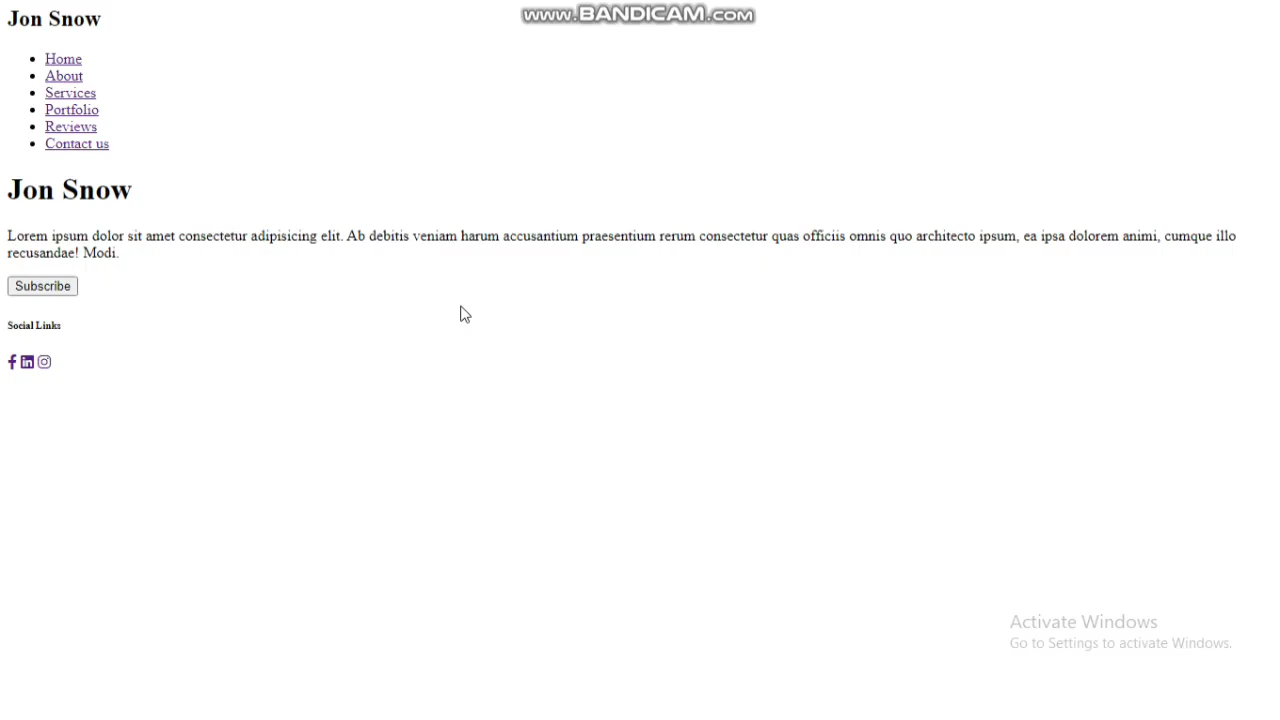 www.BANDICAM.com
Jon Snow
Home
About
Services
Portfolio
Reviews
Contact us
Jon Snow
Lorem ipsum dolor sit amet consectetur adipisicing elit. Ab debitis veniam harum accusantium praesentium rerum consectetur quas officiis omnis quo architecto ipsum, ea ipsa dolorem animi, cumque illo
recusandae! Modi.
Subscribe
Social Links
Activate Windows
Go to Settings to activate Windows.